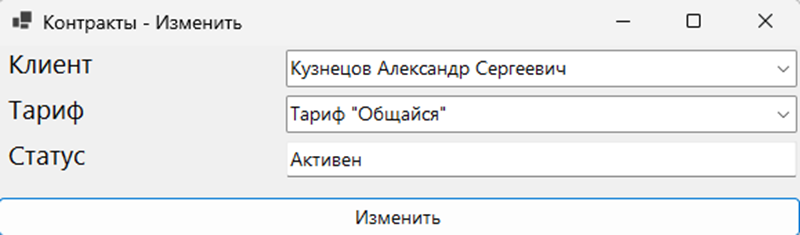 Контракты - Изменить
Клиент Кузнецов Александр Сергеевич
Тариф Тариф "Общайся"
Статус Активен
Изменить